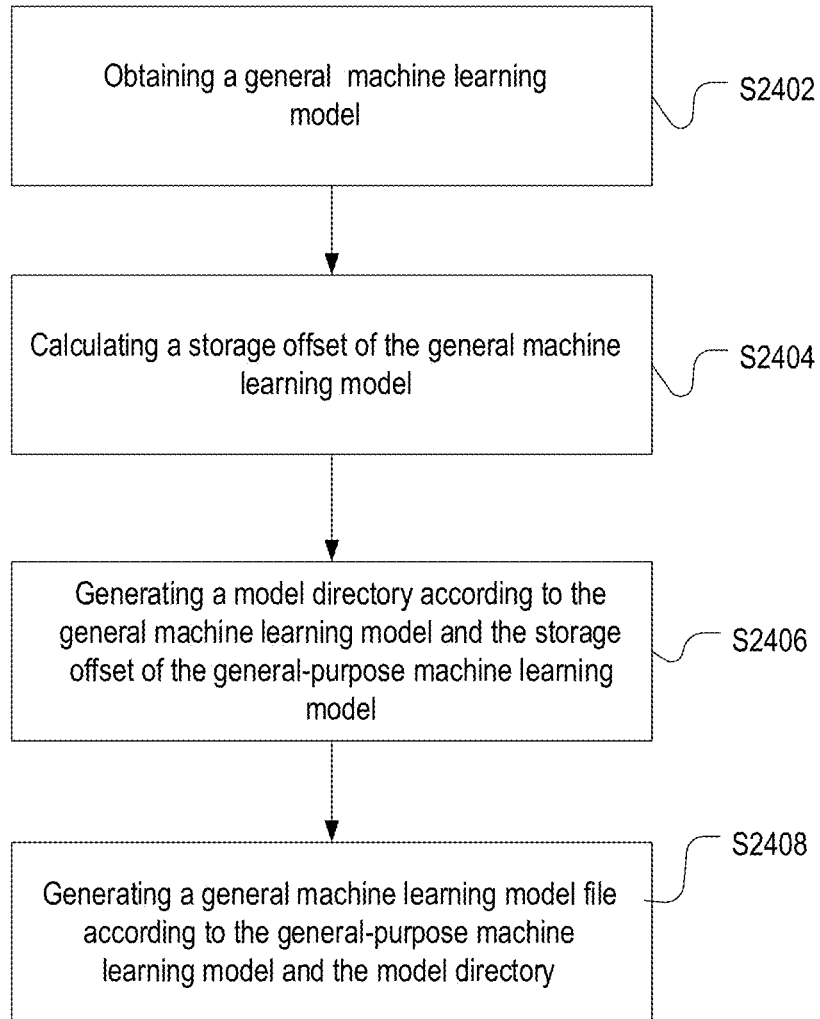 Obtaining a general machine learning
model
S2402
Calculating a storage offset of the general machine
learning model
S2404
Generating a model directory according to the
general machine learning model and the storage
offset of the general-purpose machine learning
model
S2406
Generating a general machine learning model file
according to the general-purpose machine
learning model and the model directory
S2408